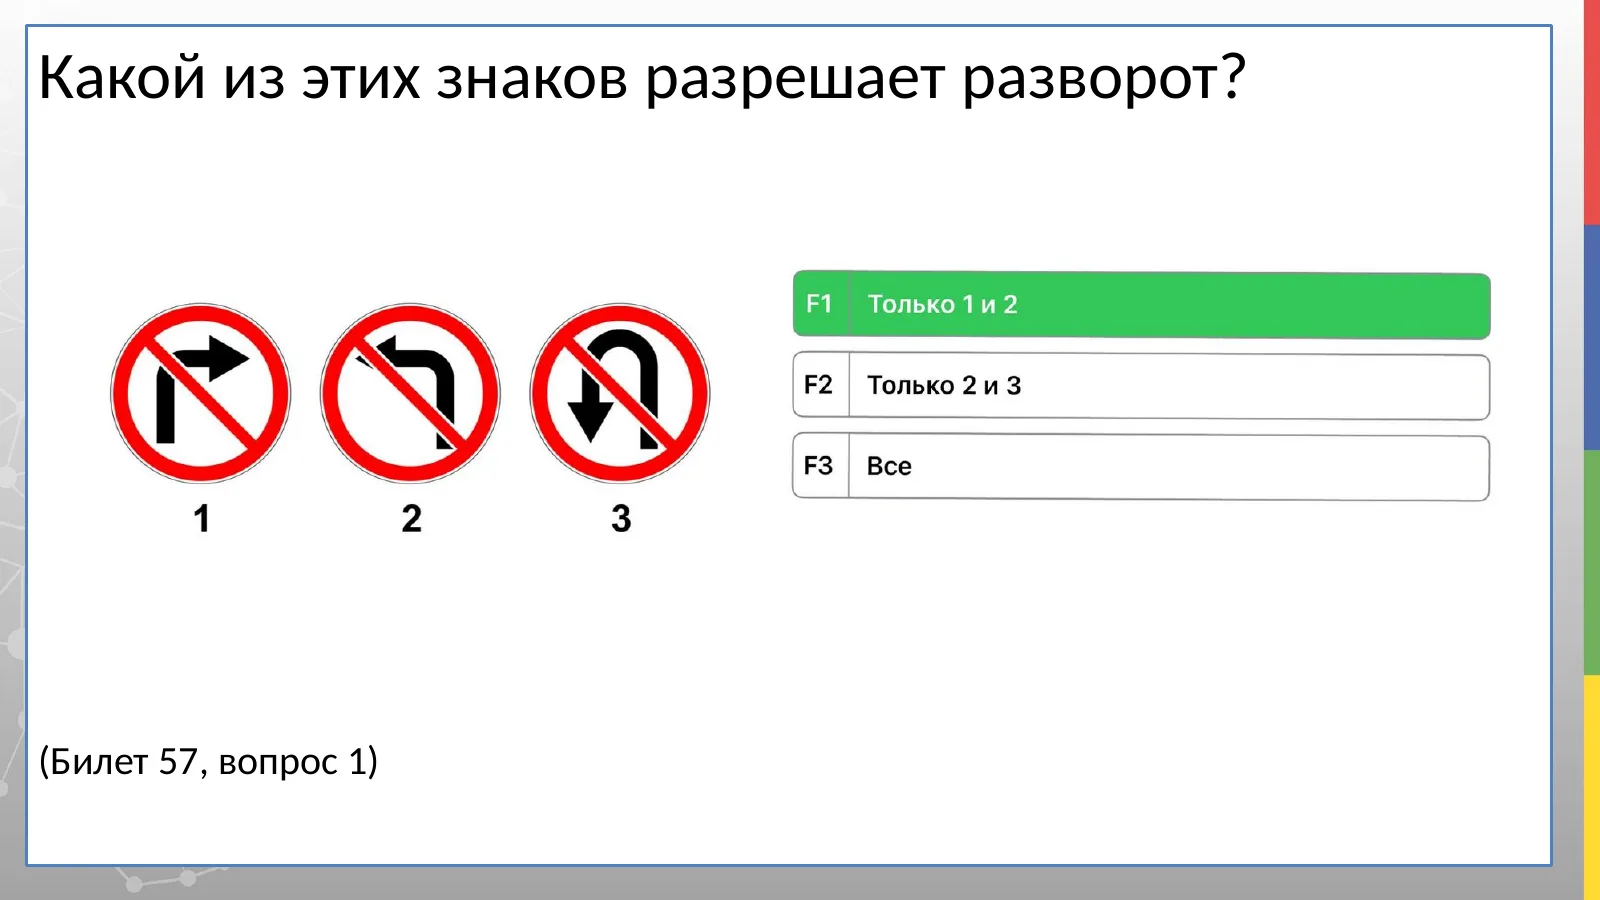 Какой из этих знаков разрешает разворот?
F1 Только 1 и 2
F2 Только 2 и 3
F3 Все
1 2 3
(Билет 57, вопрос 1)